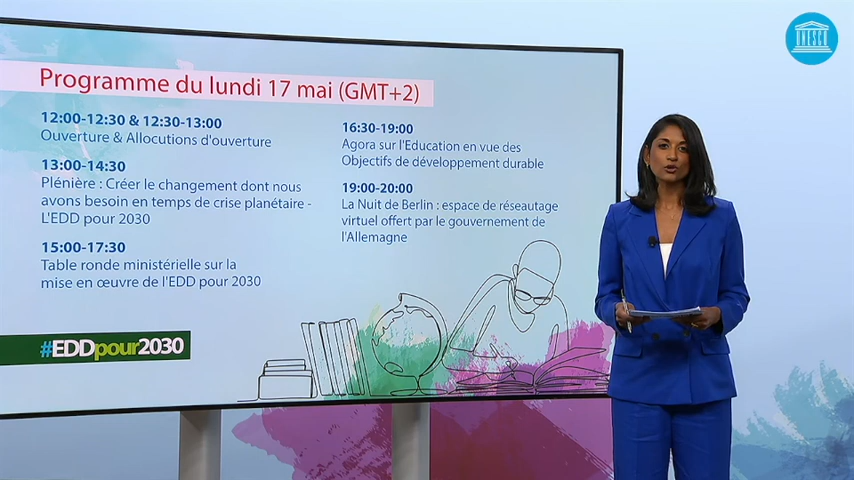 UNESCO
Programme du lundi 17 mai (GMT+2)
12:00-12:30 & 12:30-13:00
Ouverture & Allocutions d'ouverture
13:00-14:30
Plénière : Créer le changement dont nous
avons besoin en temps de crise planétaire -
L'EDD pour 2030
15:00-17:30
Table ronde ministérielle sur la
mise en œuvre de l'EDD pour 2030
16:30-19:00
Agora sur l'Education en vue des
Objectifs de développement durable
19:00-20:00
La Nuit de Berlin : espace de réseautage
virtuel offert par le gouvernement de
l'Allemagne
#EDDpour2030